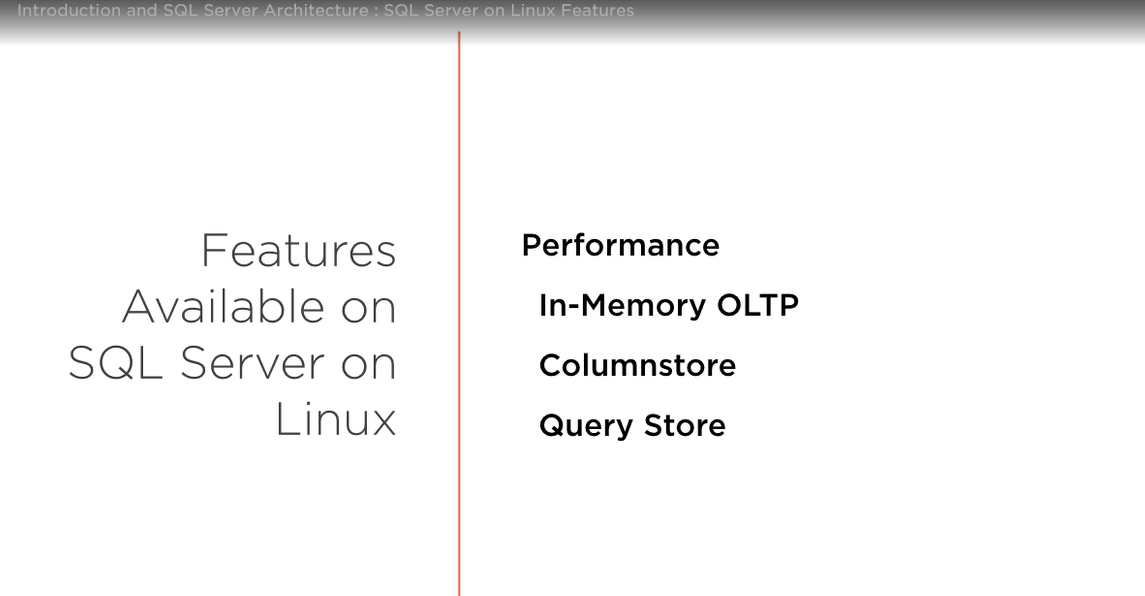 Introduction and SQL Server Architecture : SQL Server on Linux Features
Features
Available on
SQL Server on
Linux
Performance
In-Memory OLTP
Columnstore
Query Store